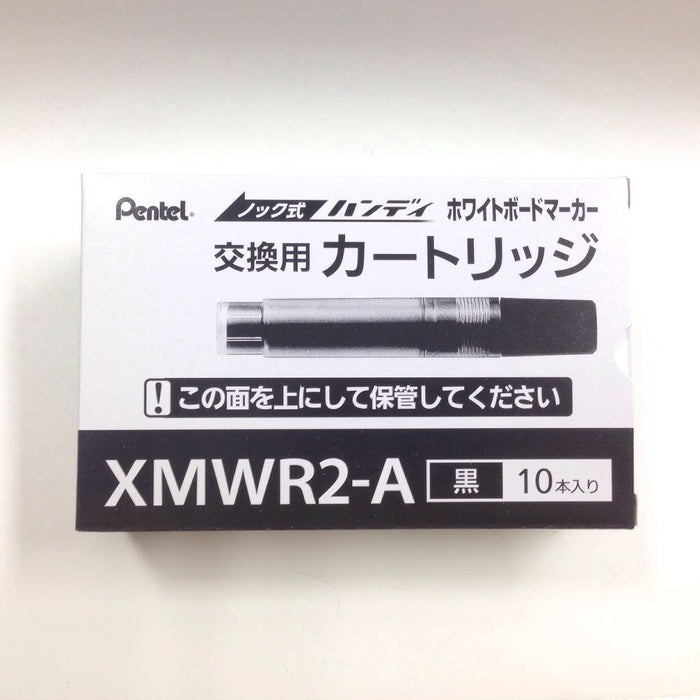 Pentel® ノック式 ハンディ ホワイトボードマーカー
交換用 カートリッジ
! この面を上にして保管してください
XMWR2-A 黒 10本入り